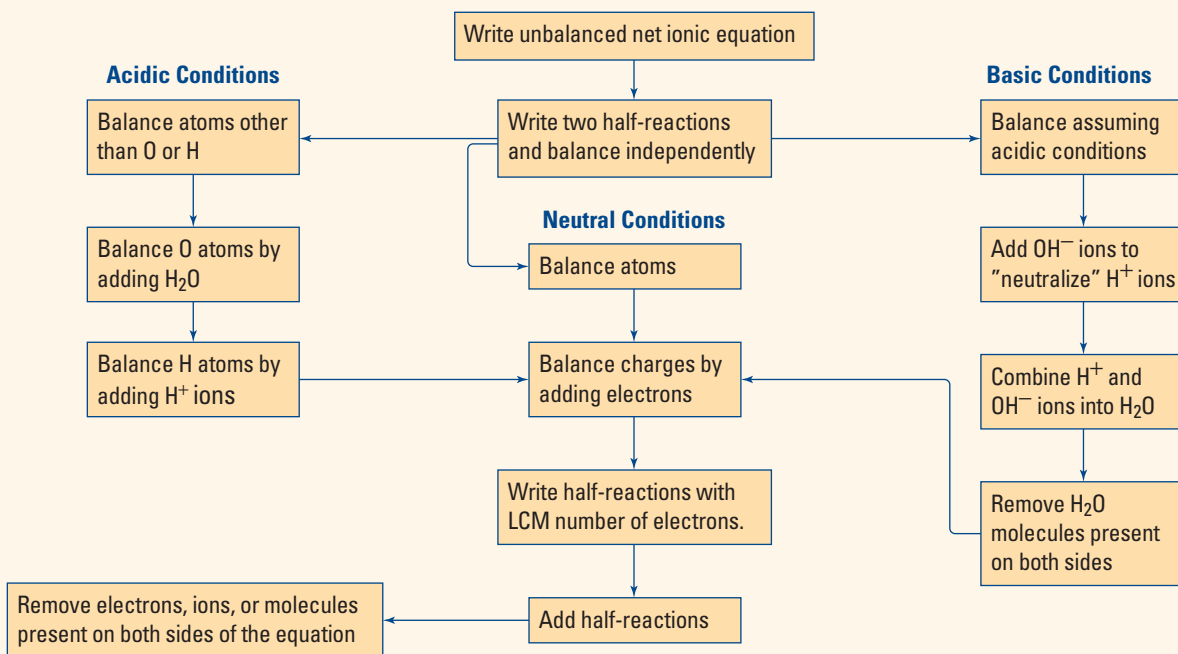 Write unbalanced net ionic equation
Acidic Conditions
Balance atoms other
than O or H
Balance O atoms by
adding H₂O
Balance H atoms by
adding H⁺ ions
Write two half-reactions
and balance independently
Neutral Conditions
Balance atoms
Balance charges by
adding electrons
Write half-reactions with
LCM number of electrons.
Add half-reactions
Remove electrons, ions, or molecules
present on both sides of the equation
Basic Conditions
Balance assuming
acidic conditions
Add OH⁻ ions to
”neutralize” H⁺ ions
Combine H⁺ and
OH⁻ ions into H₂O
Remove H₂O
molecules present
on both sides